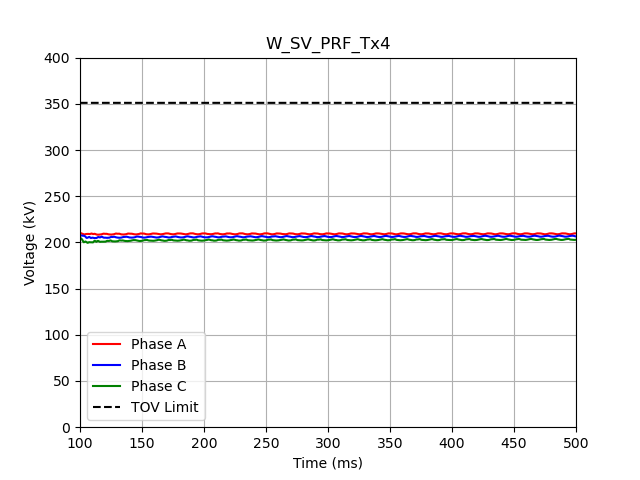 W_SV_PRF_Tx4
400
350
300
250
200
150
100
50
0
Voltage (kV)
Phase A
Phase B
Phase C
TOV Limit
100 150 200 250 300 350 400 450 500
Time (ms)